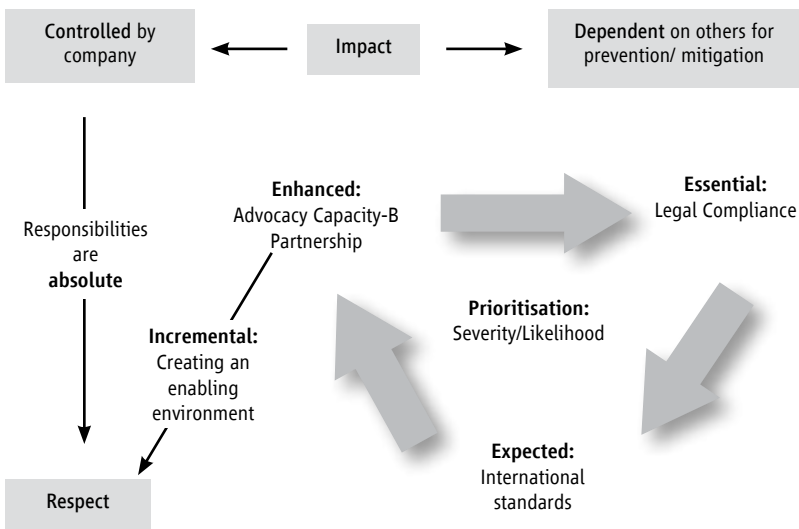 Controlled by
company
Impact
Dependent on others for
prevention/ mitigation
Responsibilities
are
absolute
Enhanced:
Advocacy Capacity-B
Partnership
Essential:
Legal Compliance
Prioritisation:
Severity/Likelihood
Incremental:
Creating an
enabling
environment
Expected:
International
standards
Respect